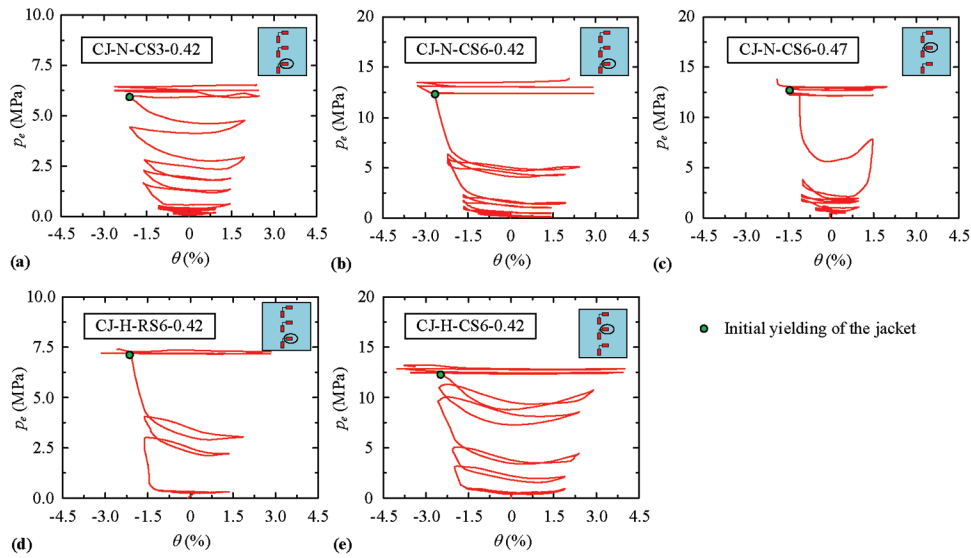 CJ-N-CS3-0.42
10.0
7.5
5.0
2.5
0.0
pe (MPa)
-4.5 -3.0 -1.5 0 1.5 3.0 4.5
θ (%)
(a)
CJ-N-CS6-0.42
20
15
10
5
0
pe (MPa)
-4.5 -3.0 -1.5 0 1.5 3.0 4.5
θ (%)
(b)
CJ-N-CS6-0.47
20
15
10
5
0
pe (MPa)
-4.5 -3.0 -1.5 0 1.5 3.0 4.5
θ (%)
(c)
CJ-H-RS6-0.42
10.0
7.5
5.0
2.5
0.0
pe (MPa)
-4.5 -3.0 -1.5 0 1.5 3.0 4.5
θ (%)
(d)
CJ-H-CS6-0.42
20
15
10
5
0
pe (MPa)
-4.5 -3.0 -1.5 0 1.5 3.0 4.5
θ (%)
(e)
Initial yielding of the jacket